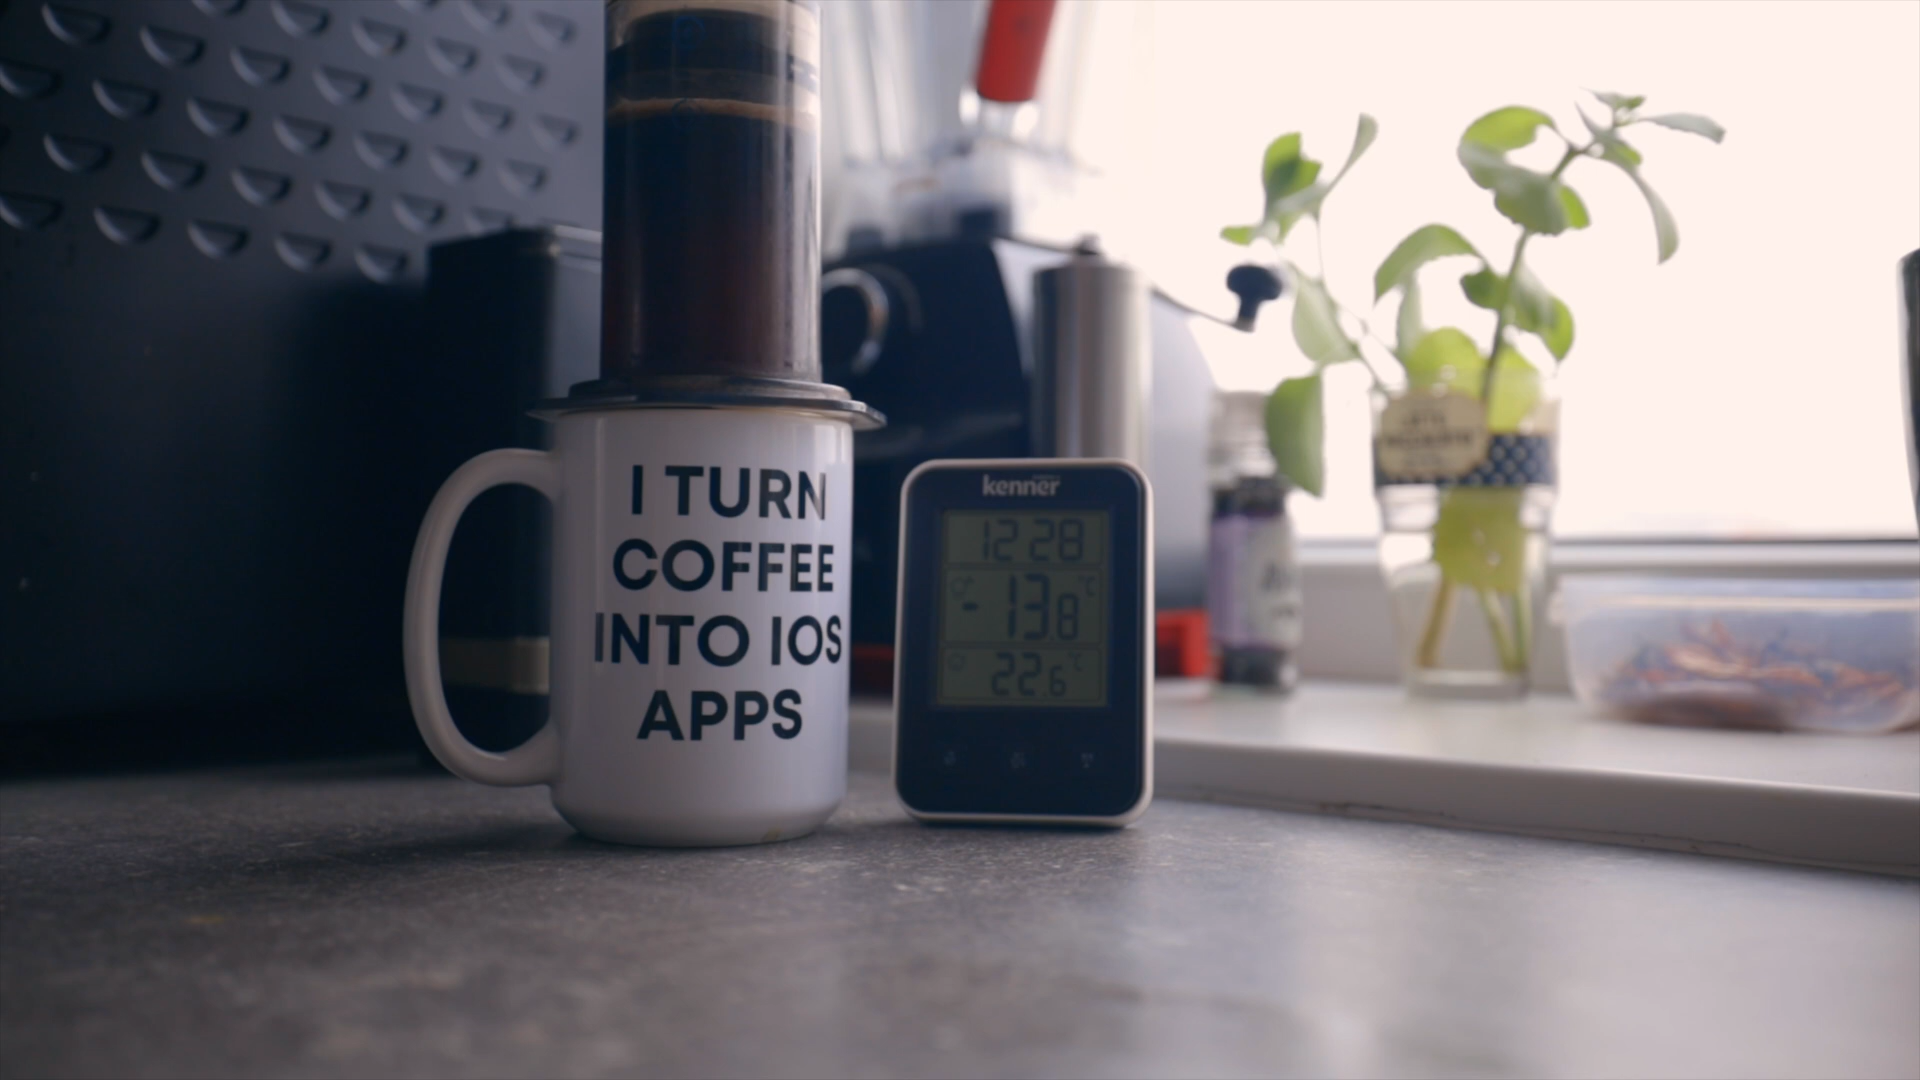 I TURN
COFFEE
INTO IOS
APPS
kenner
12 28
-13.8 °C
22.6 °C